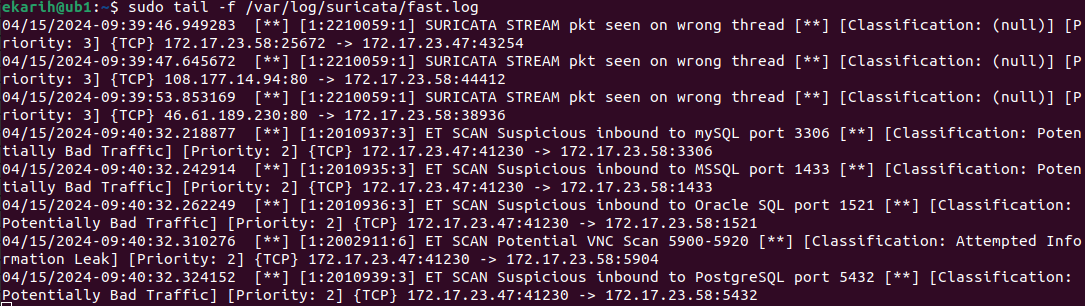 ekarih@ub1:~$ sudo tail -f /var/log/suricata/fast.log
04/15/2024-09:39:46.949283  [**] [1:2210059:1] SURICATA STREAM pkt seen on wrong thread [**] [Classification: (null)] [P
riority: 3] {TCP} 172.17.23.58:25672 -> 172.17.23.47:43254
04/15/2024-09:39:47.645672  [**] [1:2210059:1] SURICATA STREAM pkt seen on wrong thread [**] [Classification: (null)] [P
riority: 3] {TCP} 108.177.14.94:80 -> 172.17.23.58:44412
04/15/2024-09:39:53.853169  [**] [1:2210059:1] SURICATA STREAM pkt seen on wrong thread [**] [Classification: (null)] [P
riority: 3] {TCP} 46.61.189.230:80 -> 172.17.23.58:38936
04/15/2024-09:40:32.218877  [**] [1:2010937:3] ET SCAN Suspicious inbound to mySQL port 3306 [**] [Classification: Poten
tially Bad Traffic] [Priority: 2] {TCP} 172.17.23.47:41230 -> 172.17.23.58:3306
04/15/2024-09:40:32.242914  [**] [1:2010935:3] ET SCAN Suspicious inbound to MSSQL port 1433 [**] [Classification: Poten
tially Bad Traffic] [Priority: 2] {TCP} 172.17.23.47:41230 -> 172.17.23.58:1433
04/15/2024-09:40:32.262249  [**] [1:2010936:3] ET SCAN Suspicious inbound to Oracle SQL port 1521 [**] [Classification: 
Potentially Bad Traffic] [Priority: 2] {TCP} 172.17.23.47:41230 -> 172.17.23.58:1521
04/15/2024-09:40:32.310276  [**] [1:2002911:6] ET SCAN Potential VNC Scan 5900-5920 [**] [Classification: Attempted Info
rmation Leak] [Priority: 2] {TCP} 172.17.23.47:41230 -> 172.17.23.58:5904
04/15/2024-09:40:32.324152  [**] [1:2010939:3] ET SCAN Suspicious inbound to PostgreSQL port 5432 [**] [Classification: 
Potentially Bad Traffic] [Priority: 2] {TCP} 172.17.23.47:41230 -> 172.17.23.58:5432